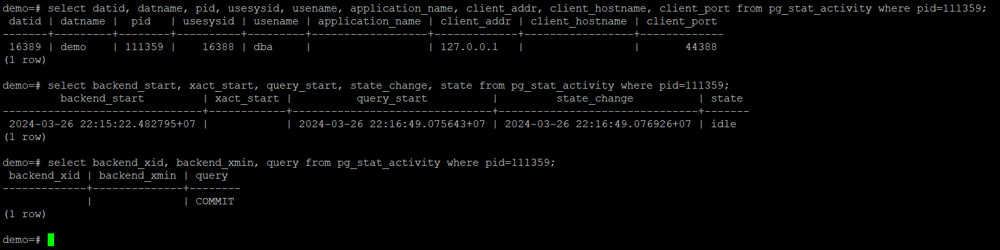 demo=# select datid, datname, pid, usesysid, usename, application_name, client_addr, client_hostname, client_port from pg_stat_activity where pid=111359;
 datid | datname |  pid   | usesysid | usename | application_name | client_addr | client_hostname | client_port
-------+---------+--------+----------+---------+------------------+-------------+-----------------+-------------
 16389 | demo    | 111359 |    16388 | dba     |                  | 127.0.0.1   |                 |       44388
(1 row)

demo=# select backend_start, xact_start, query_start, state_change, state from pg_stat_activity where pid=111359;
         backend_start         | xact_start |          query_start          |         state_change          | state
-------------------------------+------------+-------------------------------+-------------------------------+-------
 2024-03-26 22:15:22.482795+07 |            | 2024-03-26 22:16:49.075643+07 | 2024-03-26 22:16:49.076926+07 | idle
(1 row)

demo=# select backend_xid, backend_xmin, query from pg_stat_activity where pid=111359;
 backend_xid | backend_xmin | query
-------------+--------------+--------
             |              | COMMIT
(1 row)

demo=#